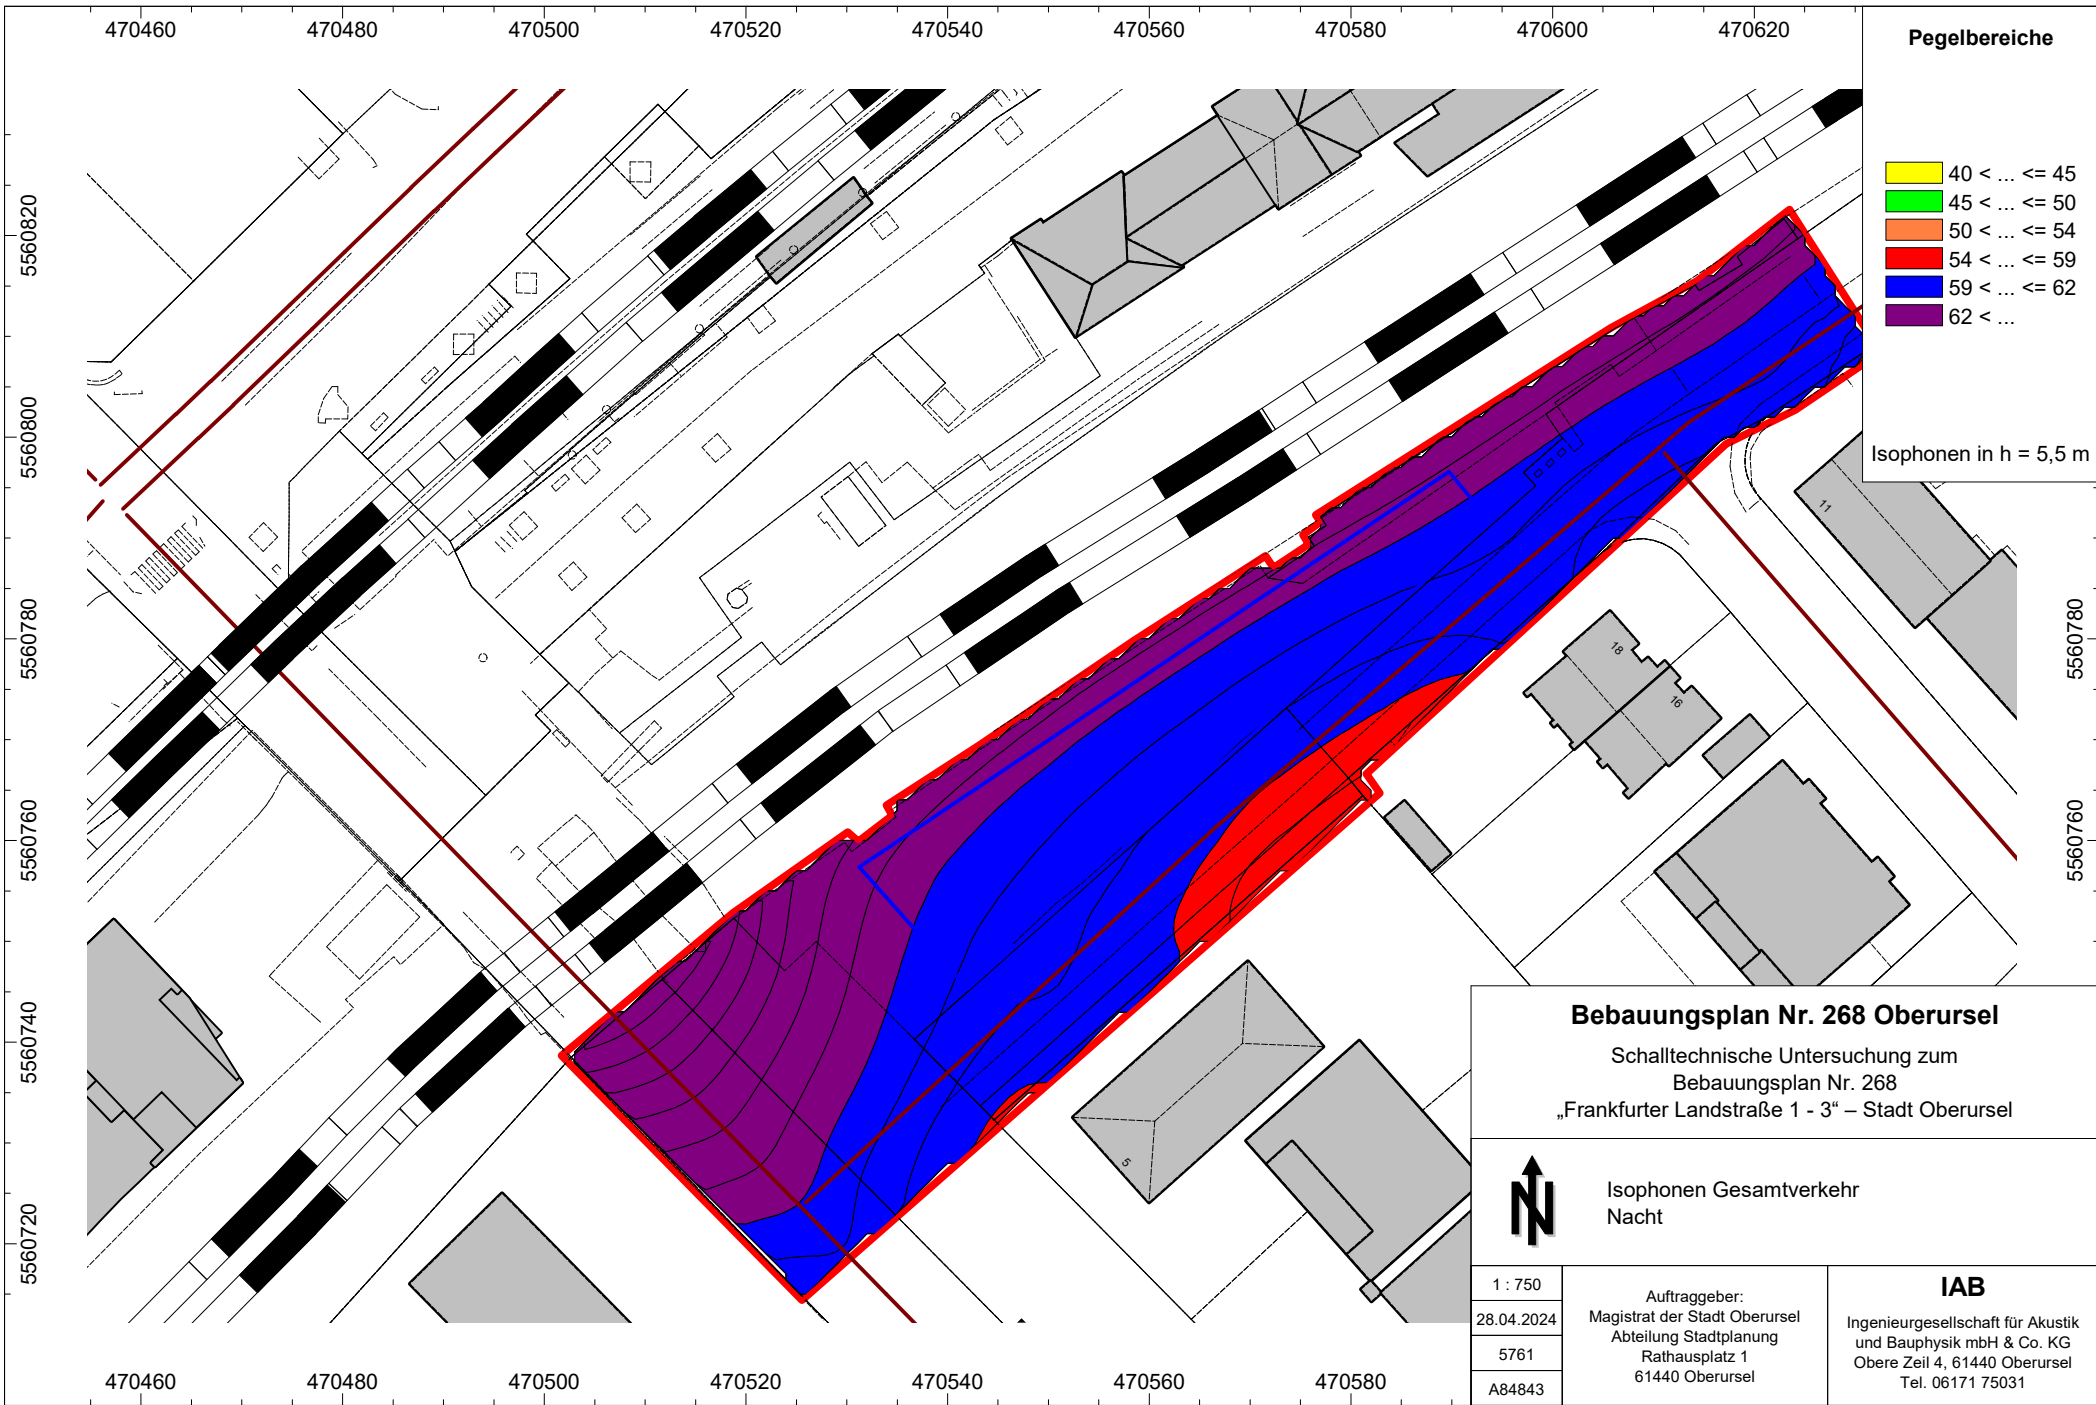 470460 470480 470500 470520 470540 470560 470580 470600 470620
Pegelbereiche
40 < ... <= 45
45 < ... <= 50
50 < ... <= 54
54 < ... <= 59
59 < ... <= 62
62 < ...
Isophonen in h = 5,5 m
5560820
5560800
5560780
5560760
5560740
5560720
5560780
5560760
11
18
16
5
Bebauungsplan Nr. 268 Oberursel
Schalltechnische Untersuchung zum
Bebauungsplan Nr. 268
„Frankfurter Landstraße 1 - 3“ – Stadt Oberursel
N
Isophonen Gesamtverkehr
Nacht
1 : 750
28.04.2024
5761
A84843
Auftraggeber:
Magistrat der Stadt Oberursel
Abteilung Stadtplanung
Rathausplatz 1
61440 Oberursel
IAB
Ingenieurgesellschaft für Akustik
und Bauphysik mbH & Co. KG
Obere Zeil 4, 61440 Oberursel
Tel. 06171 75031
470460 470480 470500 470520 470540 470560 470580